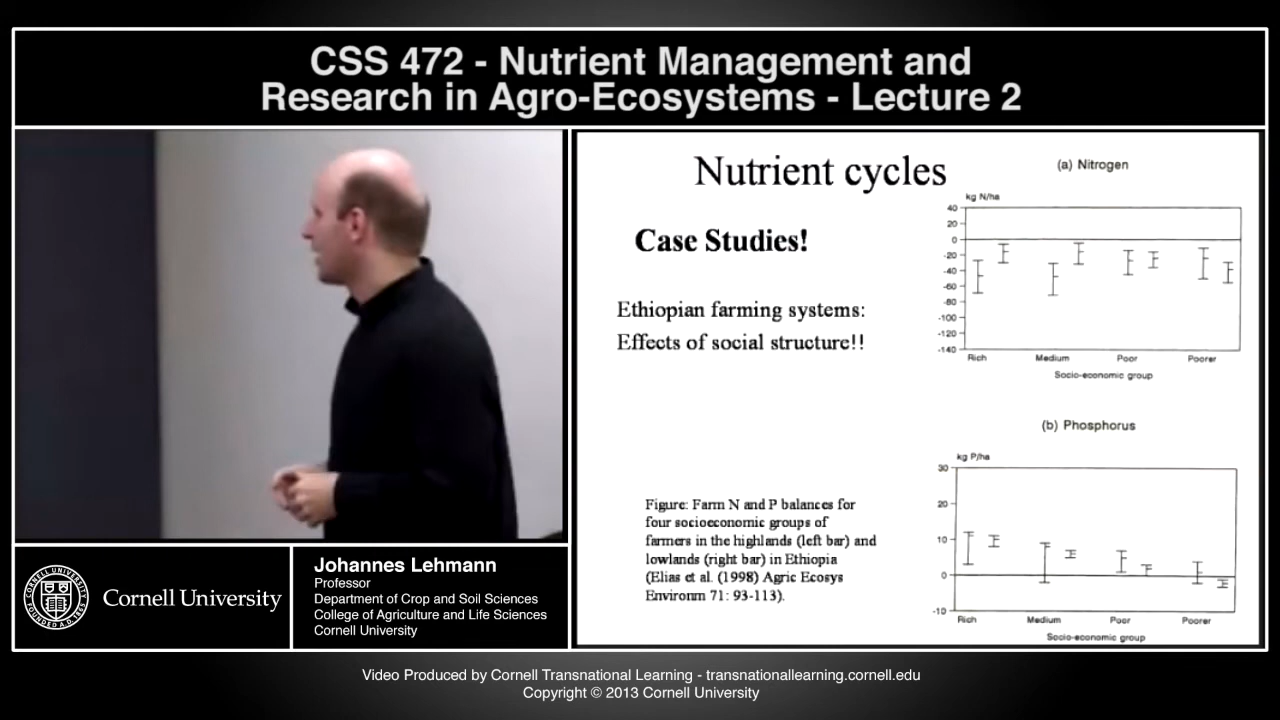 CSS 472 - Nutrient Management and
Research in Agro-Ecosystems - Lecture 2
Nutrient cycles
Case Studies!
Ethiopian farming systems:
Effects of social structure!!
Figure: Farm N and P balances for
four socioeconomic groups of
farmers in the highlands (left bar) and
lowlands (right bar) in Ethiopia
(Elias et al. (1998) Agric Ecosys
Environm 71: 93-113).
(a) Nitrogen
kg N/ha
40
20
0
-20
-40
-60
-80
-100
-120
-140
Rich Medium Poor Poorer
Socio-economic group
(b) Phosphorus
kg P/ha
30
20
10
0
-10
Rich Medium Poor Poorer
Socio-economic group
CORNELL UNIVERSITY
FOUNDED A.D.
Cornell University
Johannes Lehmann
Professor
Department of Crop and Soil Sciences
College of Agriculture and Life Sciences
Cornell University
Video Produced by Cornell Transnational Learning - transnationallearning.cornell.edu
Copyright © 2013 Cornell University